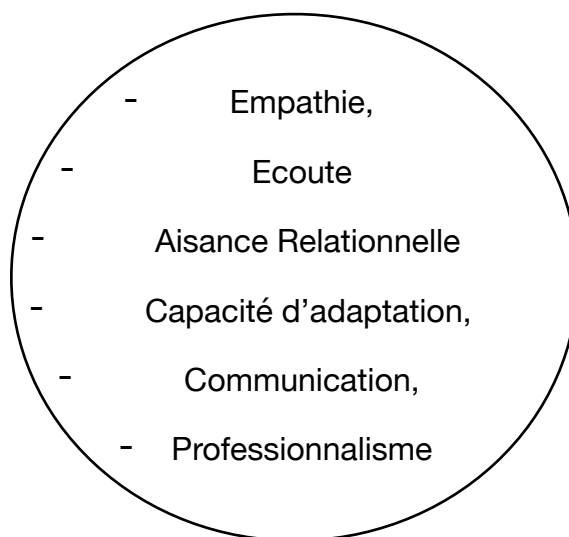 - Empathie,
- Ecoute
- Aisance Relationnelle
- Capacité d’adaptation,
- Communication,
- Professionnalisme